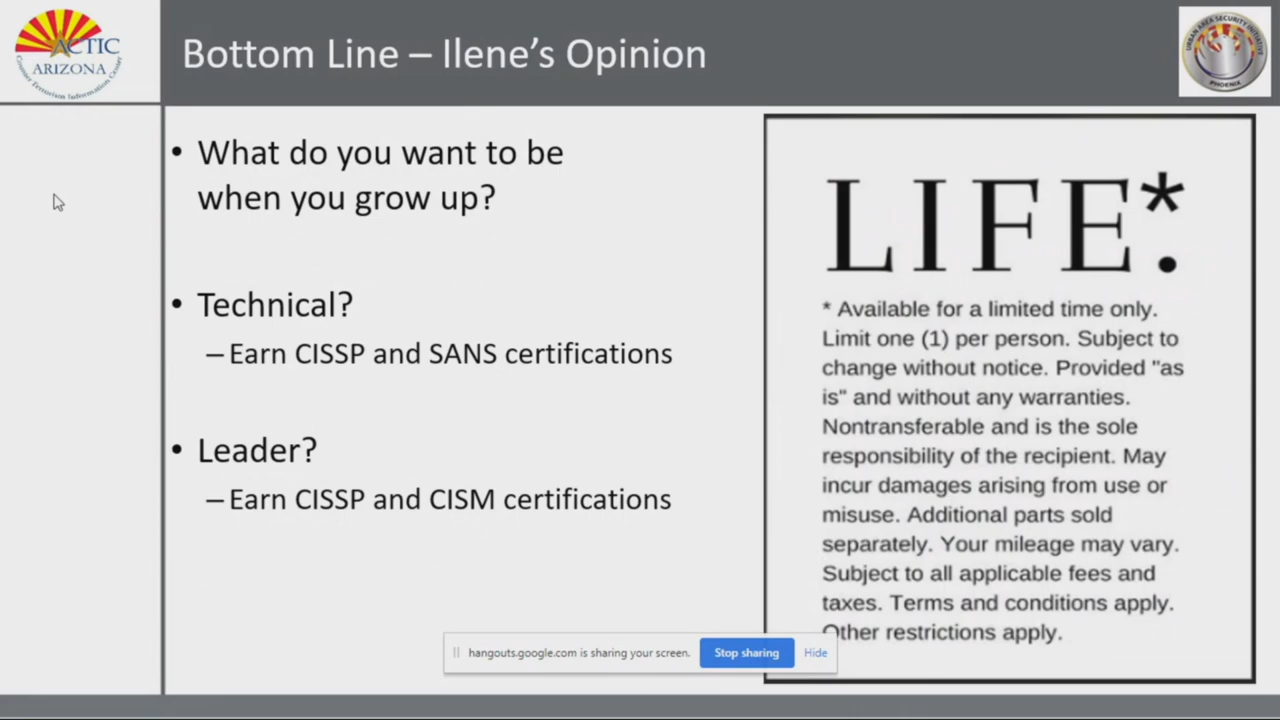 ACTIC
ARIZONA
Counter Terrorism Information Center
Bottom Line – Ilene's Opinion
URBAN AREA SECURITY INITIATIVE
PHOENIX
• What do you want to be
when you grow up?
• Technical?
– Earn CISSP and SANS certifications
• Leader?
– Earn CISSP and CISM certifications
LIFE*.
* Available for a limited time only.
Limit one (1) per person. Subject to
change without notice. Provided "as
is" and without any warranties.
Nontransferable and is the sole
responsibility of the recipient. May
incur damages arising from use or
misuse. Additional parts sold
separately. Your mileage may vary.
Subject to all applicable fees and
taxes. Terms and conditions apply.
Other restrictions apply.
hangouts.google.com is sharing your screen. Stop sharing Hide